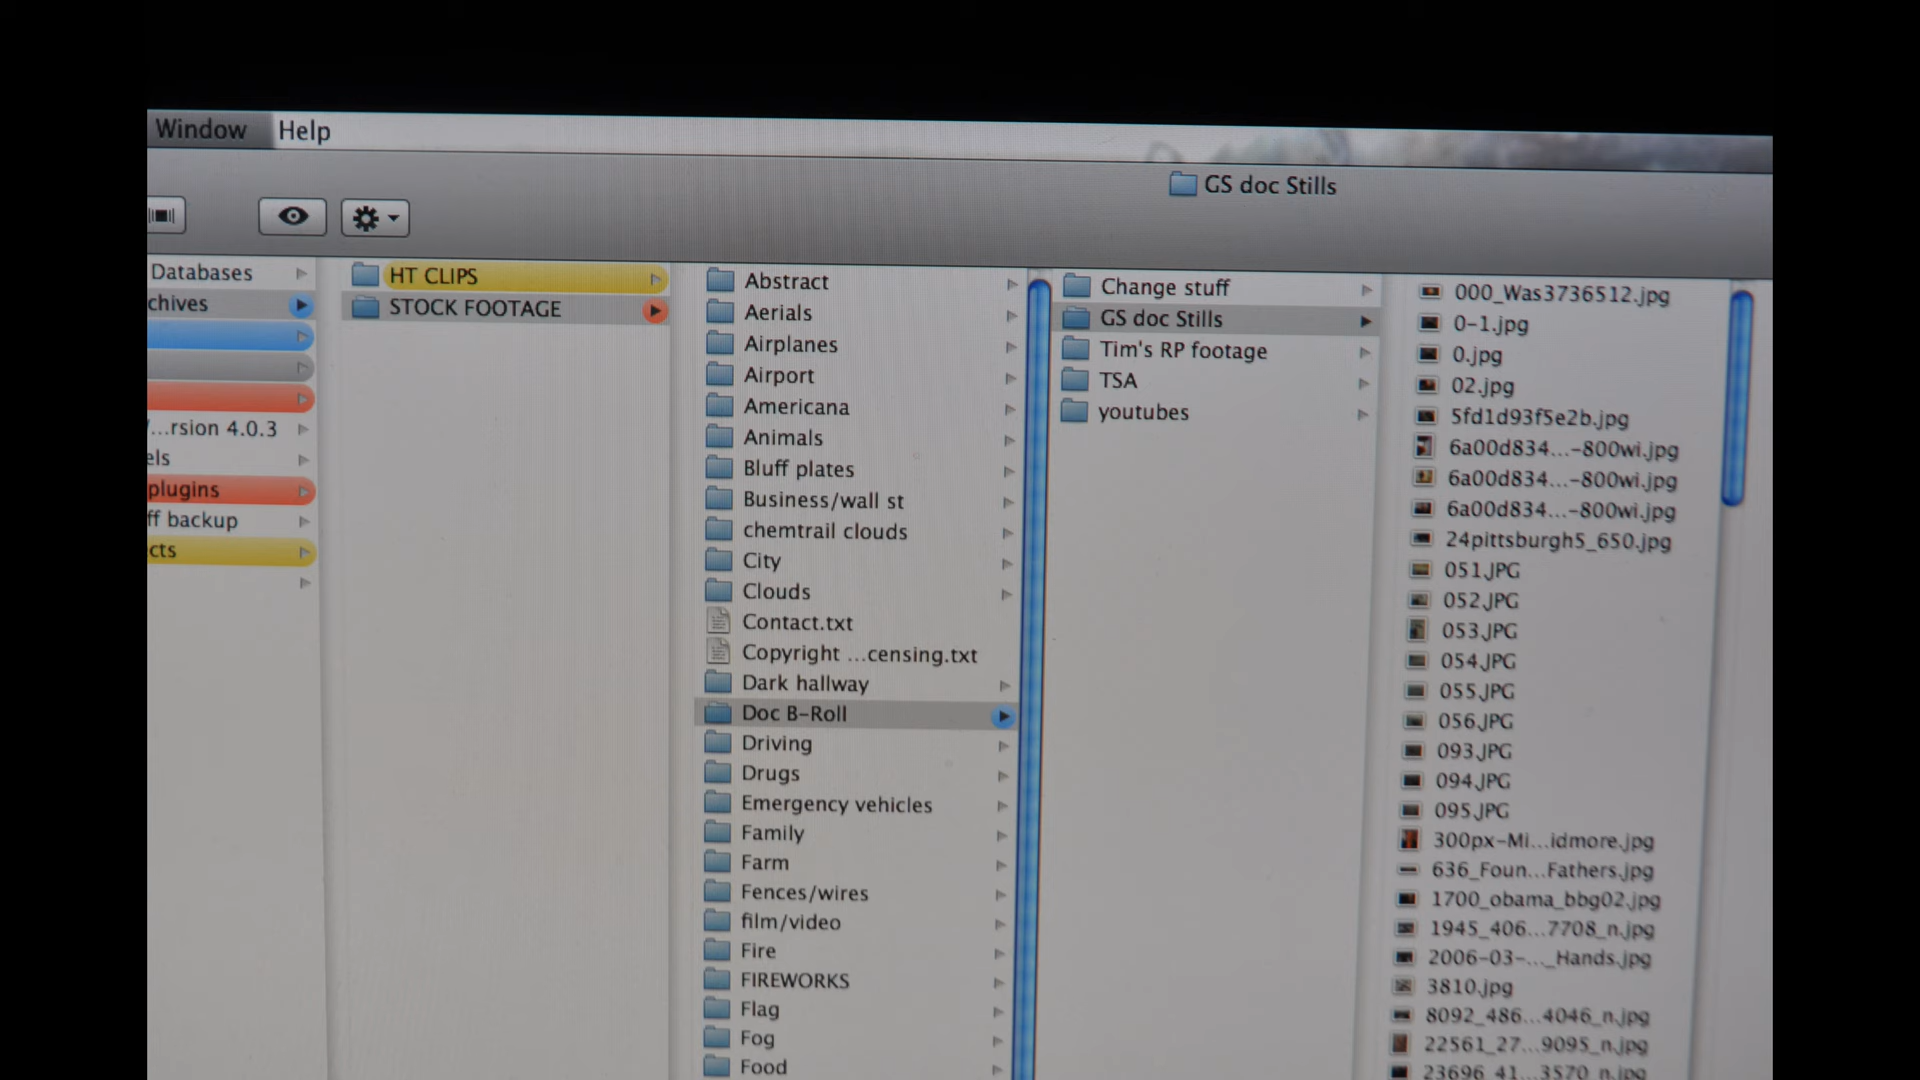 Window Help
GS doc Stills
Databases
chives
...rsion 4.0.3
els
plugins
ff backup
cts
HT CLIPS
STOCK FOOTAGE
Abstract
Aerials
Airplanes
Airport
Americana
Animals
Bluff plates
Business/wall st
chemtrail clouds
City
Clouds
Contact.txt
Copyright ...censing.txt
Dark hallway
Doc B-Roll
Driving
Drugs
Emergency vehicles
Family
Farm
Fences/wires
film/video
Fire
FIREWORKS
Flag
Fog
Food
Change stuff
GS doc Stills
Tim's RP footage
TSA
youtubes
000_Was3736512.jpg
0-1.jpg
0.jpg
02.jpg
5fd1d93f5e2b.jpg
6a00d834...-800wi.jpg
6a00d834...-800wi.jpg
6a00d834...-800wi.jpg
24pittsburgh5_650.jpg
051.JPG
052.JPG
053.JPG
054.JPG
055.JPG
056.JPG
093.JPG
094.JPG
095.JPG
300px-Mi...idmore.jpg
636_Foun...Fathers.jpg
1700_obama_bbg02.jpg
1945_406...7708_n.jpg
2006-03-..._Hands.jpg
3810.jpg
8092_486...4046_n.jpg
22561_27...9095_n.jpg
23696_41...3570_n.jpg